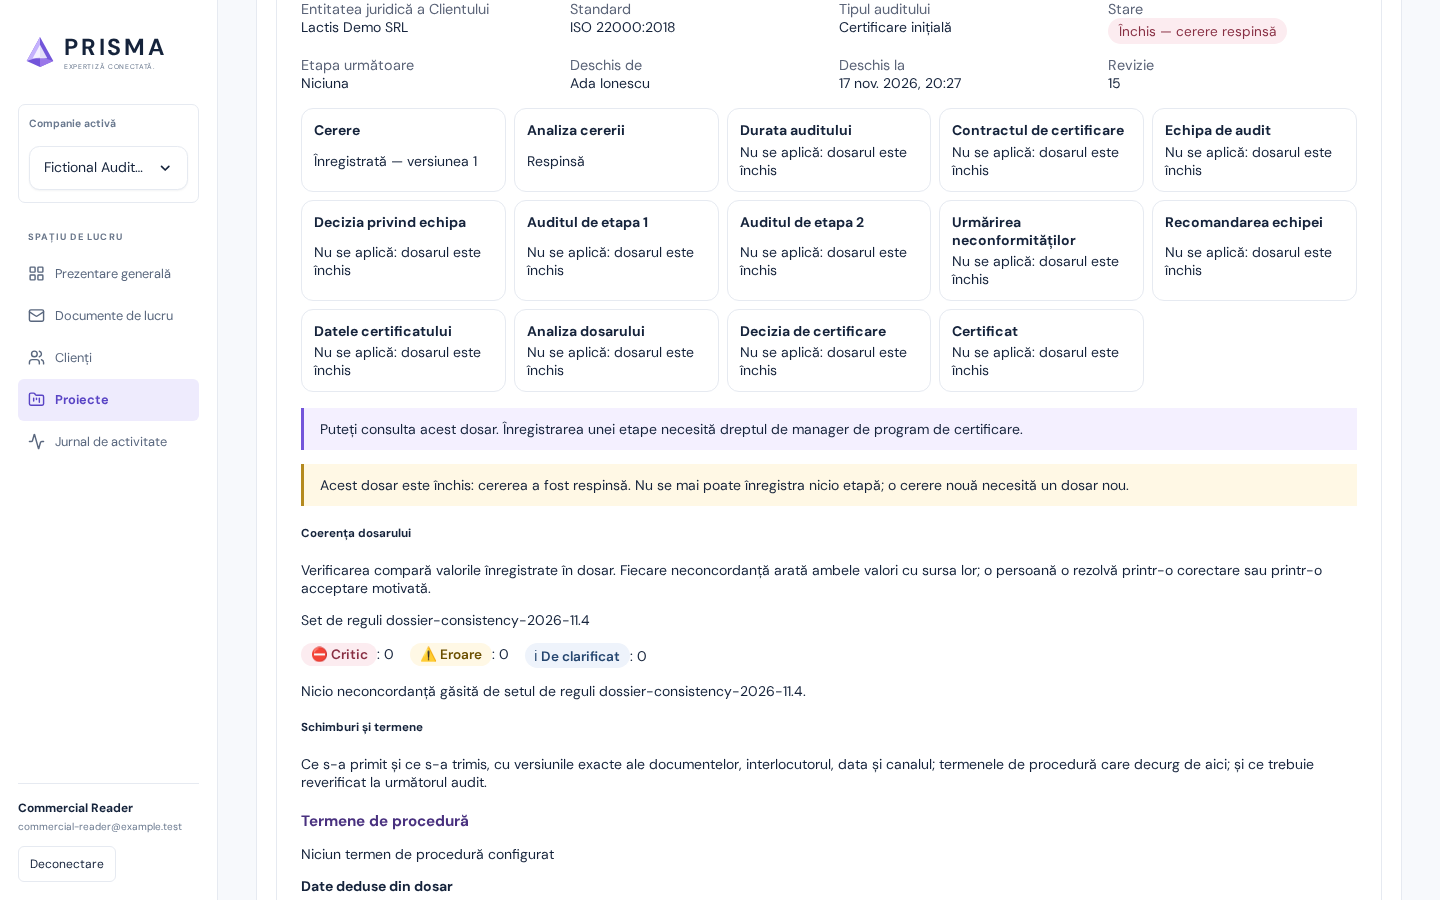 PRISMA
EXPERTIZĂ CONECTATĂ.
Companie activă
Fictional Audit...
SPAȚIU DE LUCRU
Prezentare generală
Documente de lucru
Clienți
Proiecte
Jurnal de activitate
Commercial Reader
commercial-reader@example.test
Deconectare
Entitatea juridică a Clientului
Lactis Demo SRL
Standard
ISO 22000:2018
Tipul auditului
Certificare inițială
Stare
Închis — cerere respinsă
Etapa următoare
Niciuna
Deschis de
Ada Ionescu
Deschis la
17 nov. 2026, 20:27
Revizie
15
Cerere
Înregistrată — versiunea 1
Analiza cererii
Respinsă
Durata auditului
Nu se aplică: dosarul este
închis
Contractul de certificare
Nu se aplică: dosarul este
închis
Echipa de audit
Nu se aplică: dosarul este
închis
Decizia privind echipa
Nu se aplică: dosarul este
închis
Auditul de etapa 1
Nu se aplică: dosarul este
închis
Auditul de etapa 2
Nu se aplică: dosarul este
închis
Urmărirea
neconformităților
Nu se aplică: dosarul este
închis
Recomandarea echipei
Nu se aplică: dosarul este
închis
Datele certificatului
Nu se aplică: dosarul este
închis
Analiza dosarului
Nu se aplică: dosarul este
închis
Decizia de certificare
Nu se aplică: dosarul este
închis
Certificat
Nu se aplică: dosarul este
închis
Puteți consulta acest dosar. Înregistrarea unei etape necesită dreptul de manager de program de certificare.
Acest dosar este închis: cererea a fost respinsă. Nu se mai poate înregistra nicio etapă; o cerere nouă necesită un dosar nou.
Coerența dosarului
Verificarea compară valorile înregistrate în dosar. Fiecare neconcordanță arată ambele valori cu sursa lor; o persoană o rezolvă printr-o corectare sau printr-o
acceptare motivată.
Set de reguli dossier-consistency-2026-11.4
⛔ Critic : 0 ⚠️ Eroare : 0 i De clarificat : 0
Nicio neconcordanță găsită de setul de reguli dossier-consistency-2026-11.4.
Schimburi și termene
Ce s-a primit și ce s-a trimis, cu versiunile exacte ale documentelor, interlocutorul, data și canalul; termenele de procedură care decurg de aici; și ce trebuie
reverificat la următorul audit.
Termene de procedură
Niciun termen de procedură configurat
Date deduse din dosar